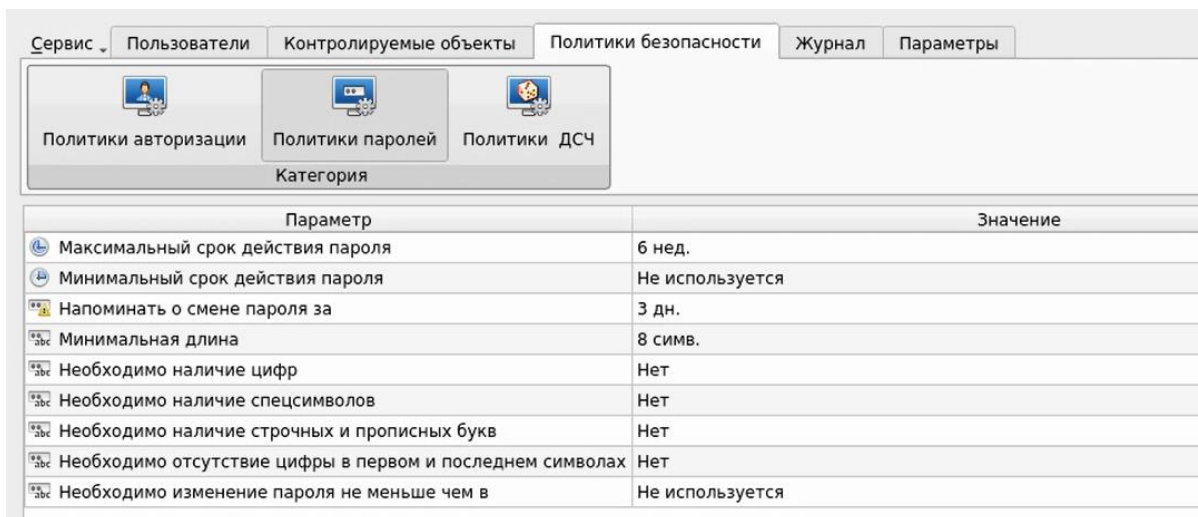 Сервис Пользователи Контролируемые объекты Политики безопасности Журнал Параметры
Политики авторизации Политики паролей Политики ДСЧ
Категория
Параметр Значение
Максимальный срок действия пароля 6 нед.
Минимальный срок действия пароля Не используется
Напоминать о смене пароля за 3 дн.
Минимальная длина 8 симв.
Необходимо наличие цифр Нет
Необходимо наличие спецсимволов Нет
Необходимо наличие строчных и прописных букв Нет
Необходимо отсутствие цифры в первом и последнем символах Нет
Необходимо изменение пароля не меньше чем в Не используется